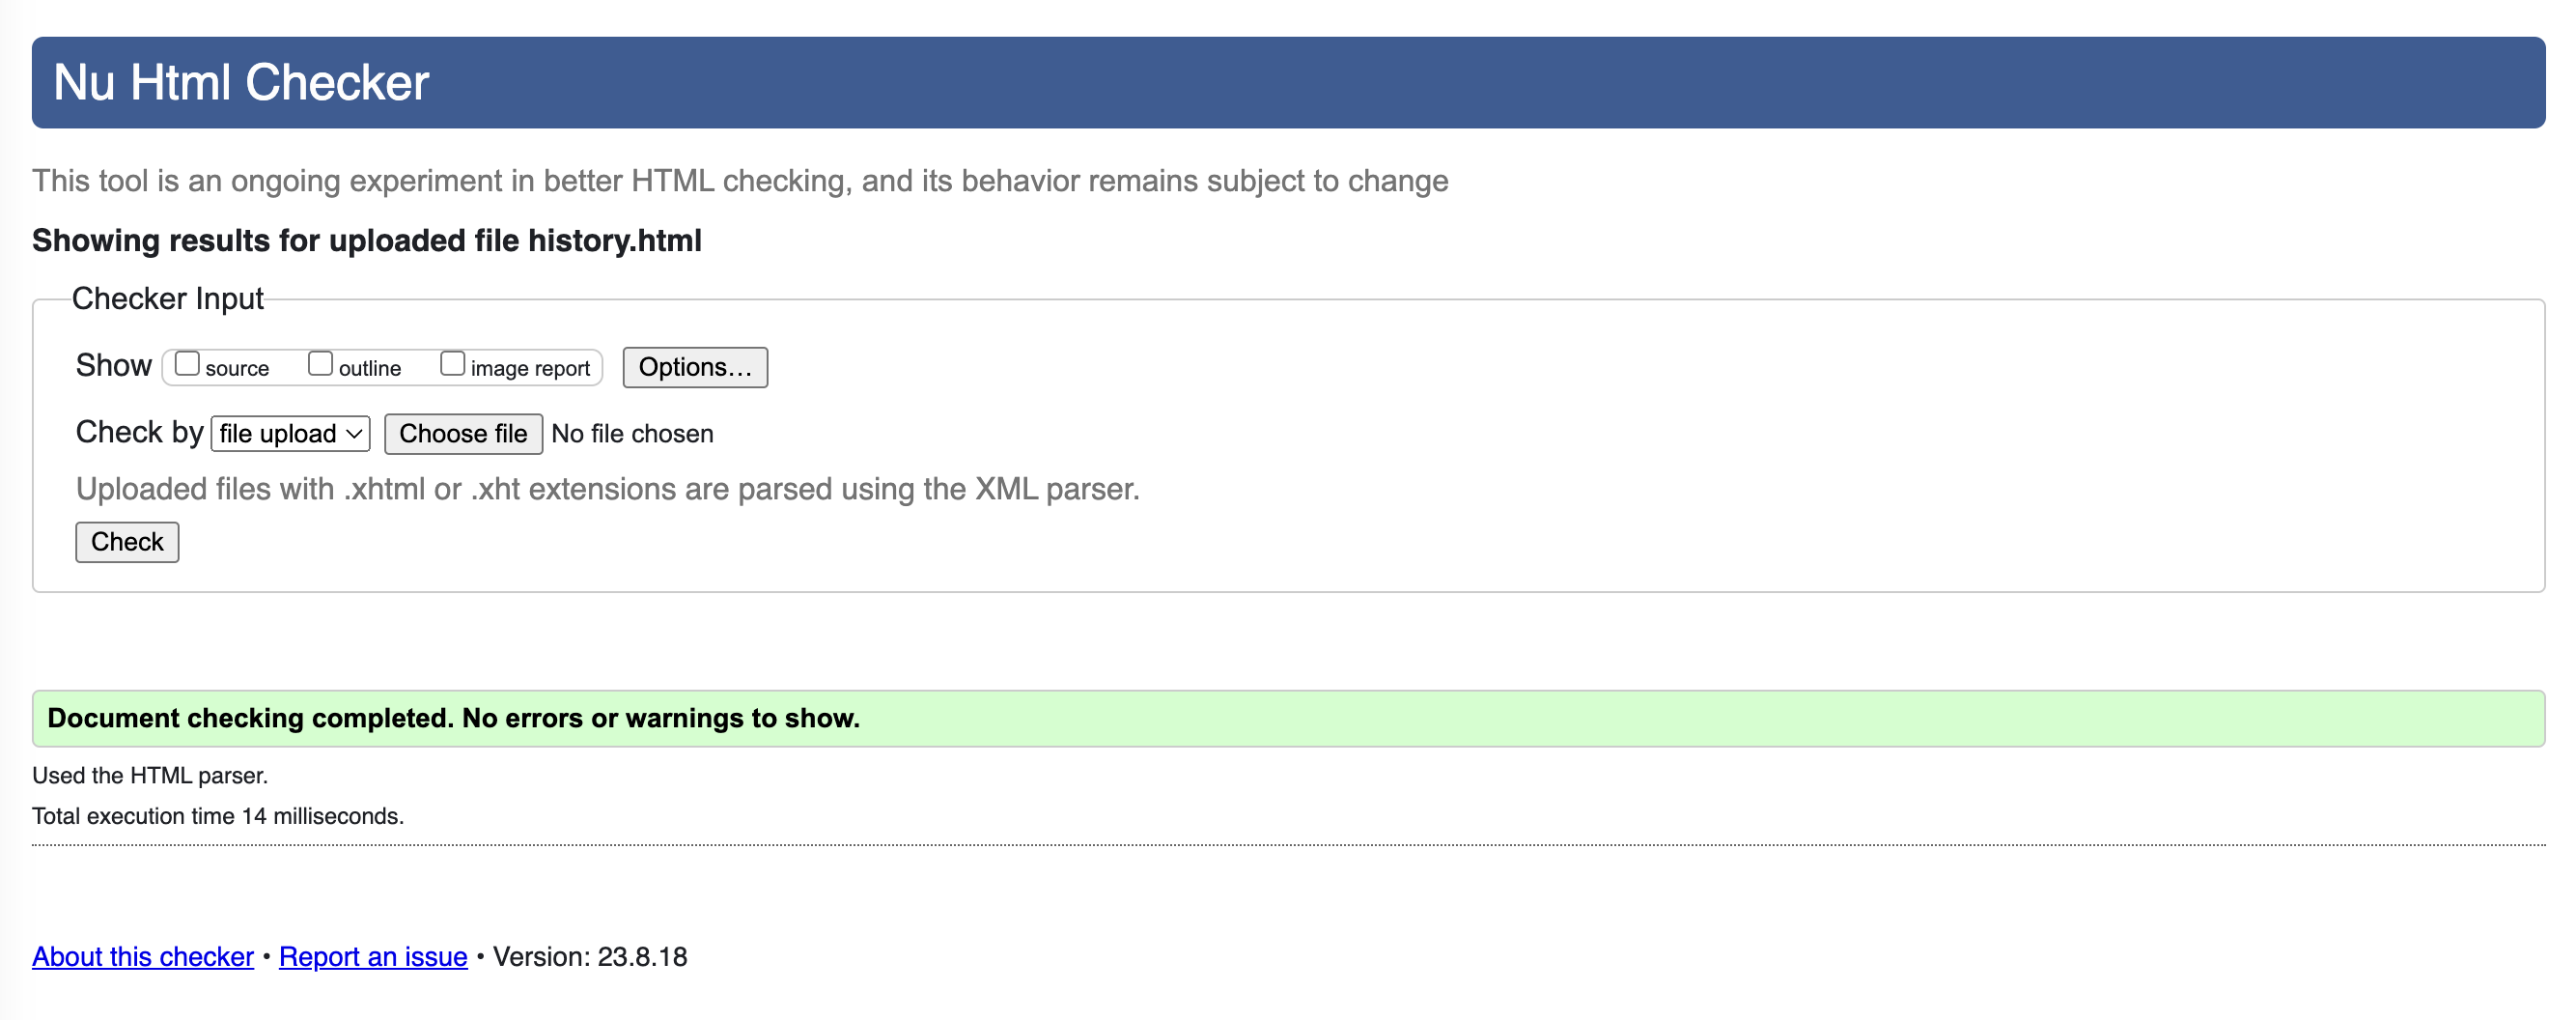 Nu Html Checker
This tool is an ongoing experiment in better HTML checking, and its behavior remains subject to change
Showing results for uploaded file history.html
Checker Input
Show source outline image report Options…
Check by file upload Choose file No file chosen
Uploaded files with .xhtml or .xht extensions are parsed using the XML parser.
Check
Document checking completed. No errors or warnings to show.
Used the HTML parser.
Total execution time 14 milliseconds.
About this checker • Report an issue • Version: 23.8.18